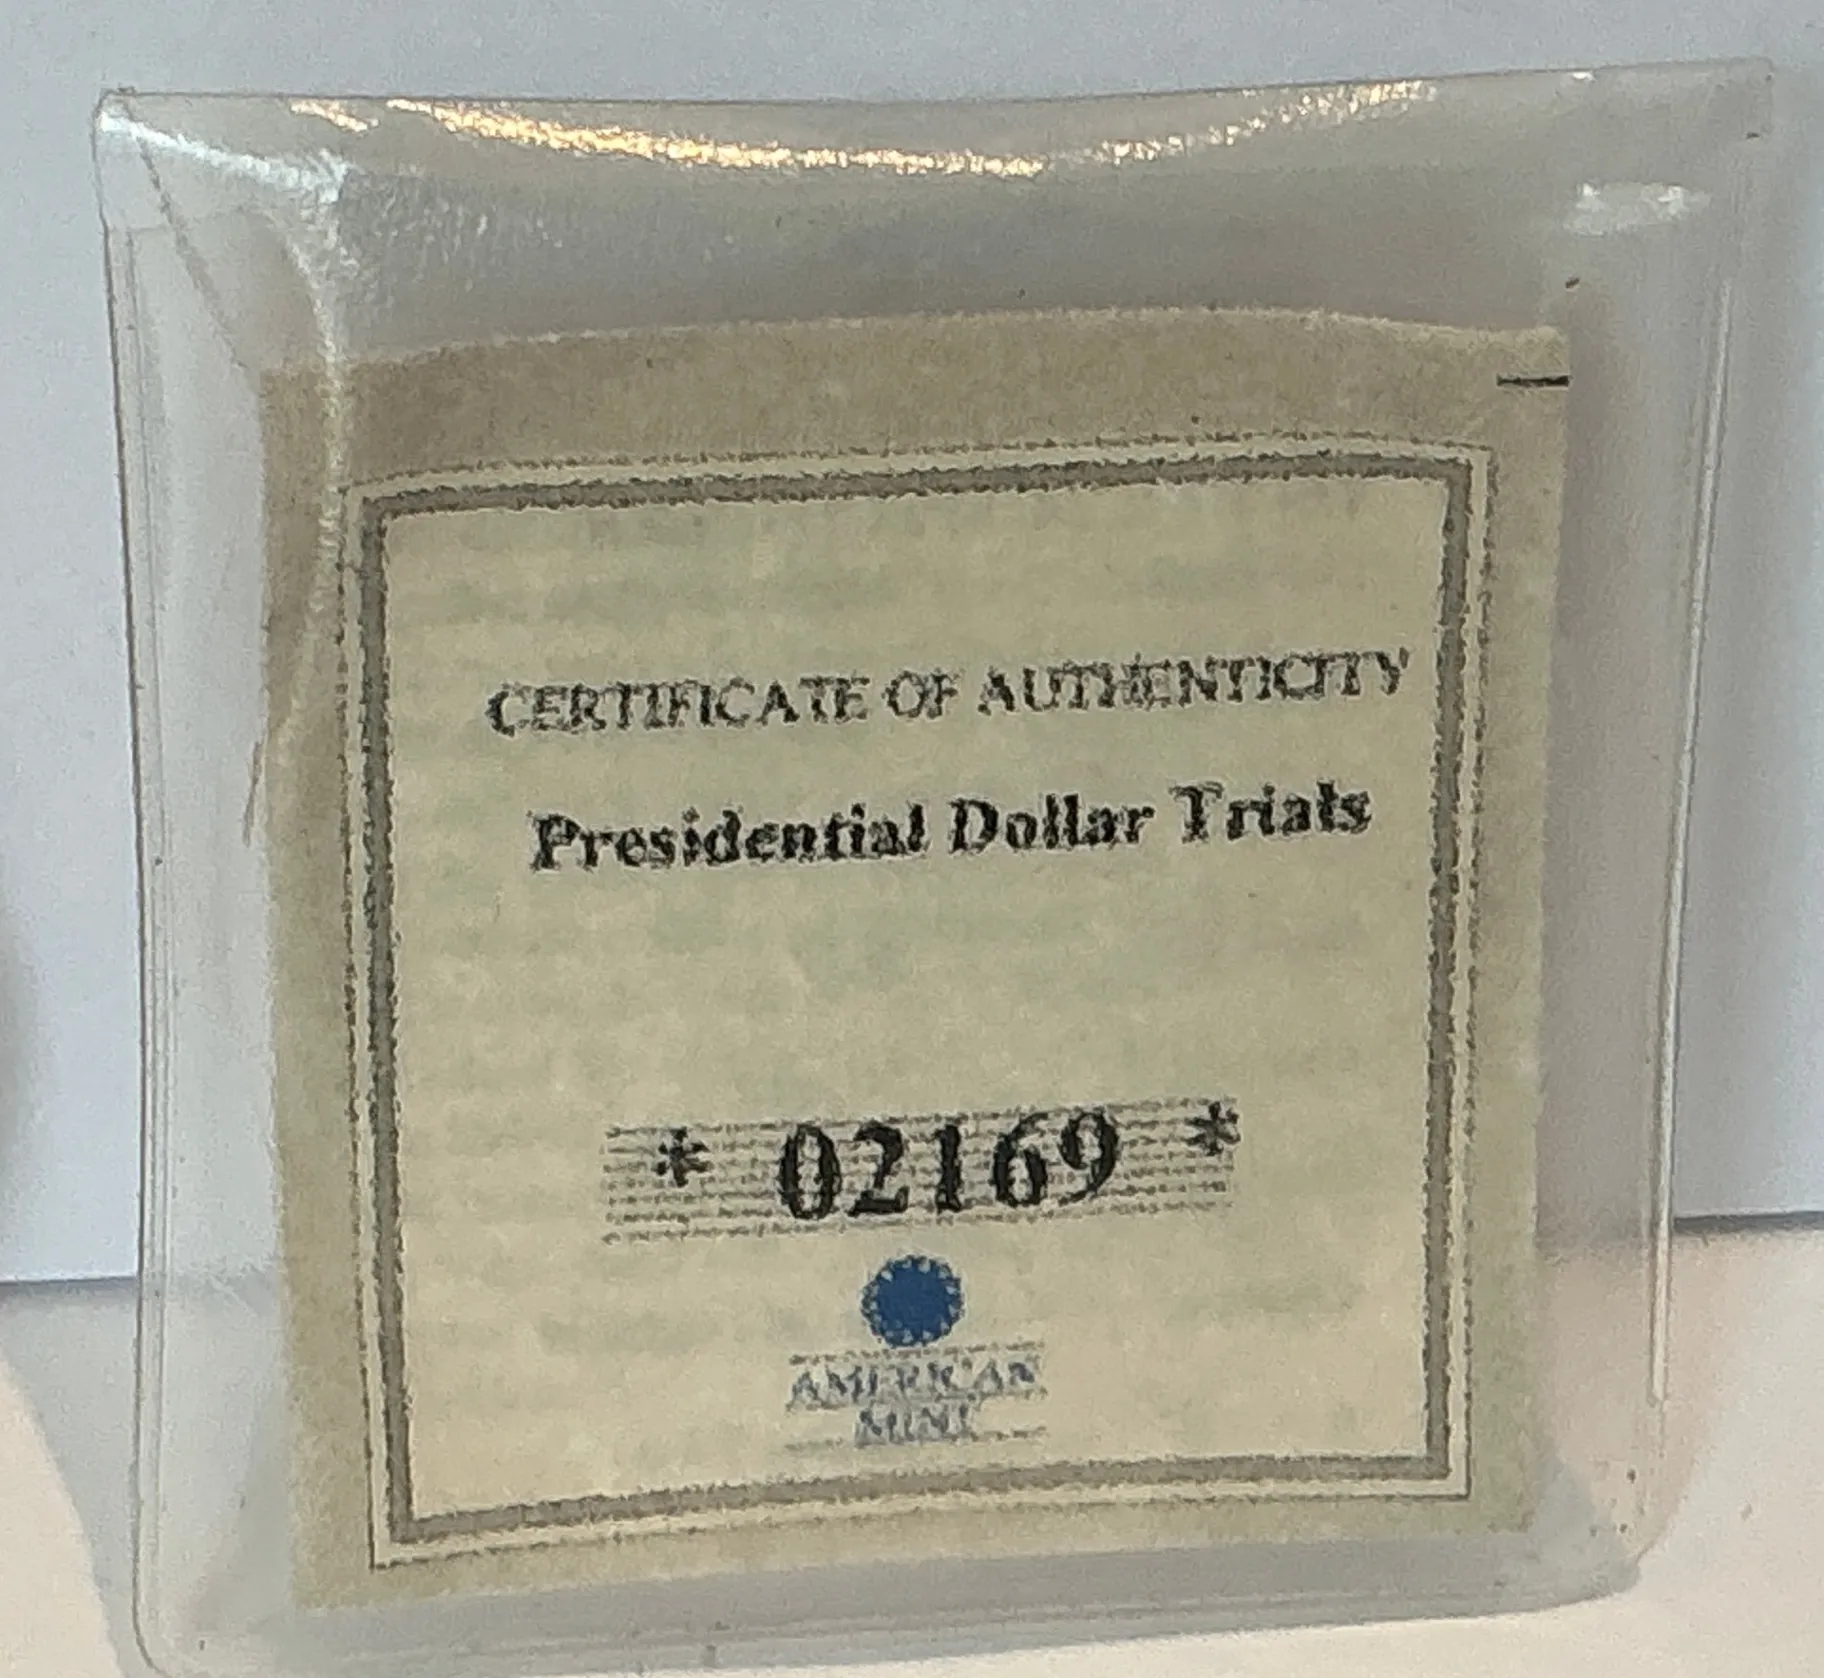 CERTIFICATE OF AUTHENTICITY
Presidential Dollar Trials
* 02169 *
AMERICAN
MINT